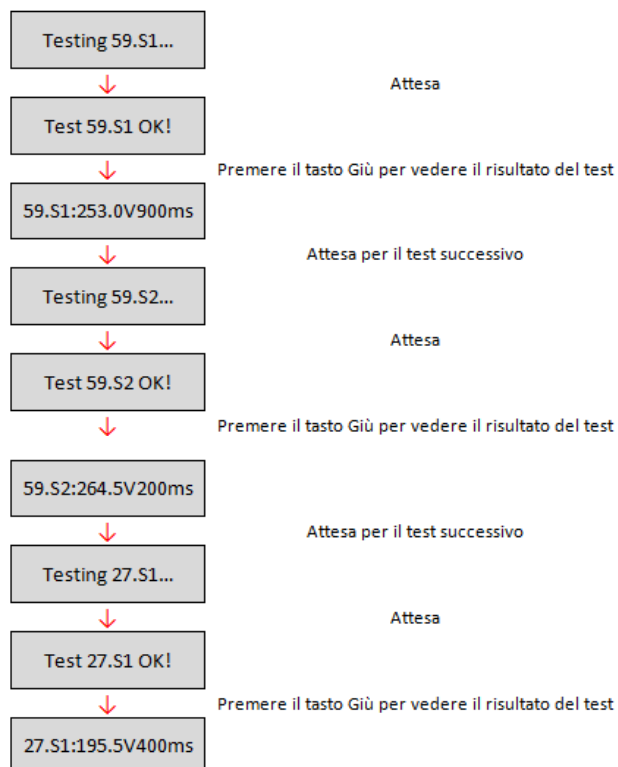 Testing 59.S1...
Attesa
Test 59.S1 OK!
Premere il tasto Giù per vedere il risultato del test
59.S1:253.0V900ms
Attesa per il test successivo
Testing 59.S2...
Attesa
Test 59.S2 OK!
Premere il tasto Giù per vedere il risultato del test
59.S2:264.5V200ms
Attesa per il test successivo
Testing 27.S1...
Attesa
Test 27.S1 OK!
Premere il tasto Giù per vedere il risultato del test
27.S1:195.5V400ms